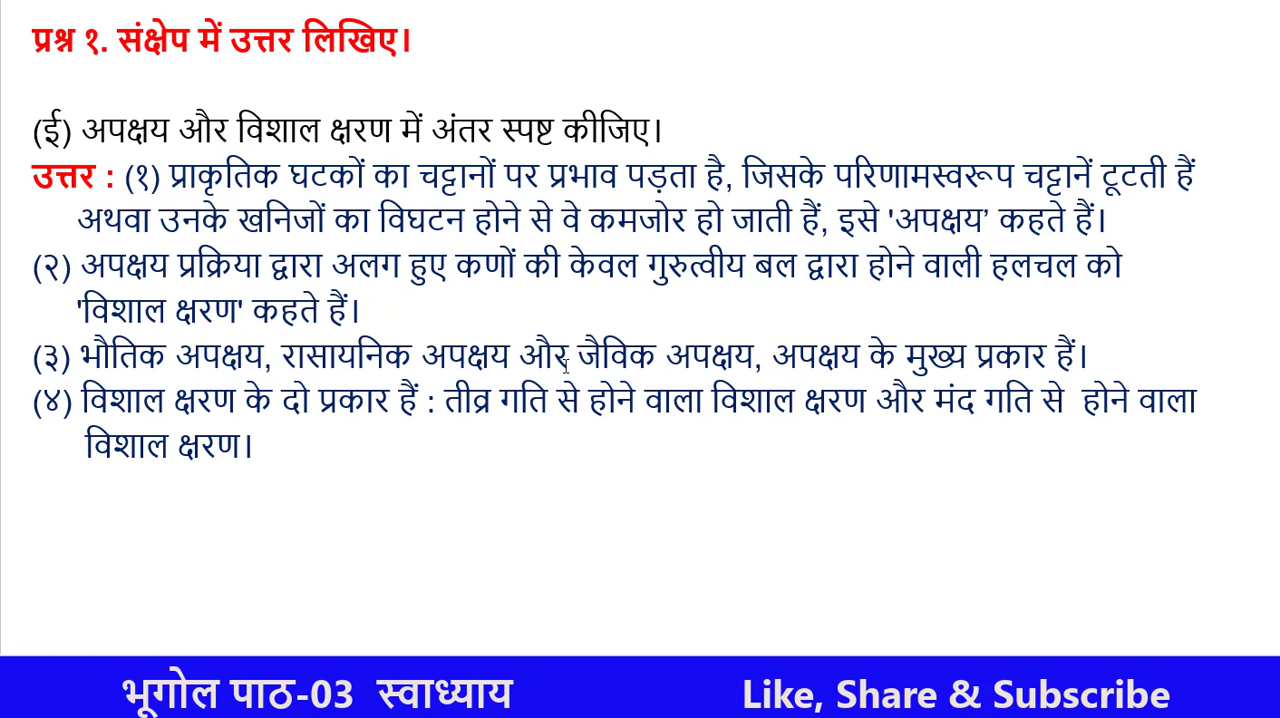 प्रश्न १. संक्षेप में उत्तर लिखिए।
(ई) अपक्षय और विशाल क्षरण में अंतर स्पष्ट कीजिए।
उत्तर : (१) प्राकृतिक घटकों का चट्टानों पर प्रभाव पड़ता है, जिसके परिणामस्वरूप चट्टानें टूटती हैं
अथवा उनके खनिजों का विघटन होने से वे कमजोर हो जाती हैं, इसे 'अपक्षय’ कहते हैं।
(२) अपक्षय प्रक्रिया द्वारा अलग हुए कणों की केवल गुरुत्वीय बल द्वारा होने वाली हलचल को
'विशाल क्षरण' कहते हैं।
(३) भौतिक अपक्षय, रासायनिक अपक्षय और जैविक अपक्षय, अपक्षय के मुख्य प्रकार हैं।
(४) विशाल क्षरण के दो प्रकार हैं : तीव्र गति से होने वाला विशाल क्षरण और मंद गति से होने वाला
विशाल क्षरण।
भूगोल पाठ-03 स्वाध्याय
Like, Share & Subscribe